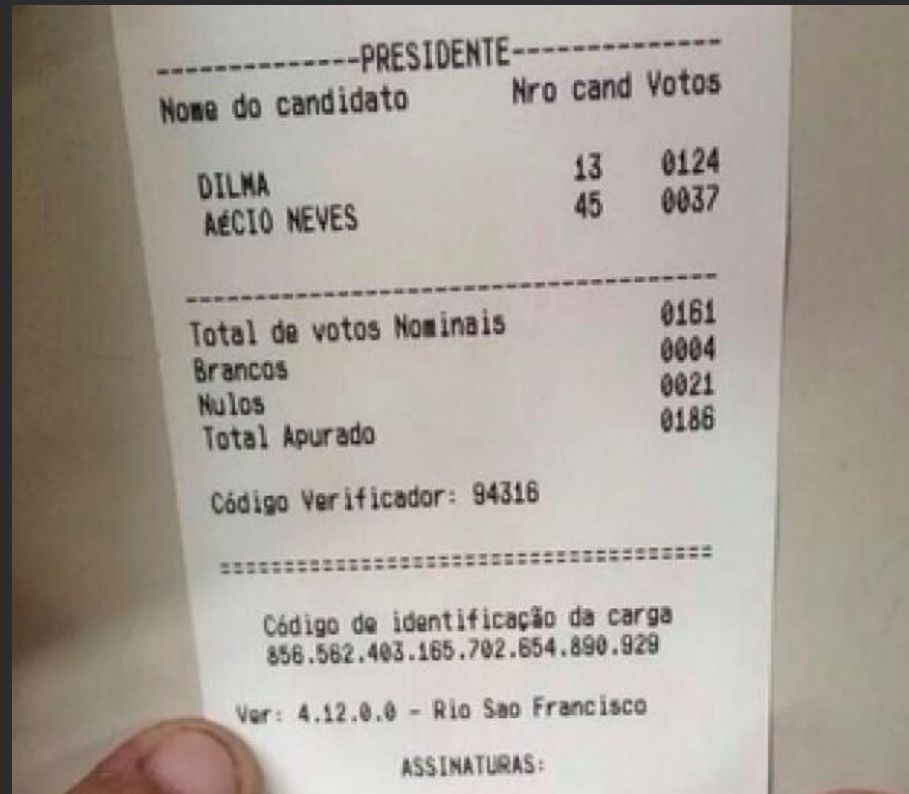 --------------PRESIDENTE--------------
Nome do candidato Nro cand Votos
DILMA 13 0124
AéCIO NEVES 45 0037
---------------------------------------
Total de votos Nominais 0161
Brancos 0004
Nulos 0021
Total Apurado 0186
Código Verificador: 94316
=======================================
Código de identificação da carga
856.562.403.165.702.654.890.929
Ver: 4.12.0.0 - Rio Sao Francisco
ASSINATURAS: